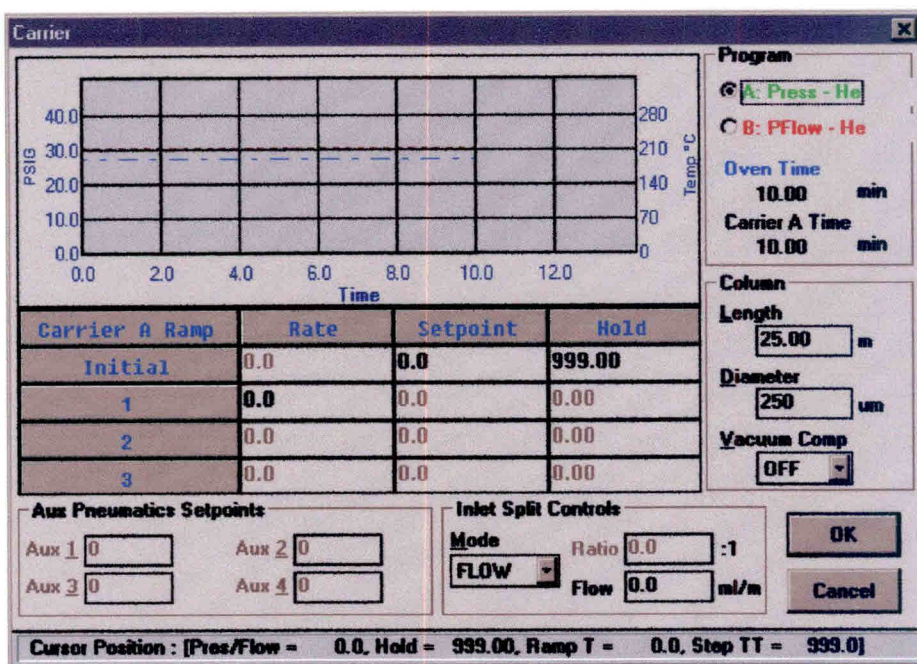 Carrier
40.0
30.0
20.0
10.0
0.0
PSIG
280
210
140
70
0
Temp °C
0.0 2.0 4.0 6.0 8.0 10.0 12.0
Time
Program
A: Press - He
B: PFlow - He
Oven Time
10.00 min
Carrier A Time
10.00 min
Column
Length
25.00 m
Diameter
250 um
Vacuum Comp
OFF
Carrier A Ramp Rate Setpoint Hold
Initial 0.0 0.0 999.00
1 0.0 0.0 0.00
2 0.0 0.0 0.00
3 0.0 0.0 0.00
Aux Pneumatics Setpoints
Aux 1 0 Aux 2 0
Aux 3 0 Aux 4 0
Inlet Split Controls
Mode
FLOW
Ratio 0.0 :1
Flow 0.0 ml/m
OK
Cancel
Cursor Position : [Pres/Flow = 0.0, Hold = 999.00, Ramp T = 0.0, Step TT = 999.0]